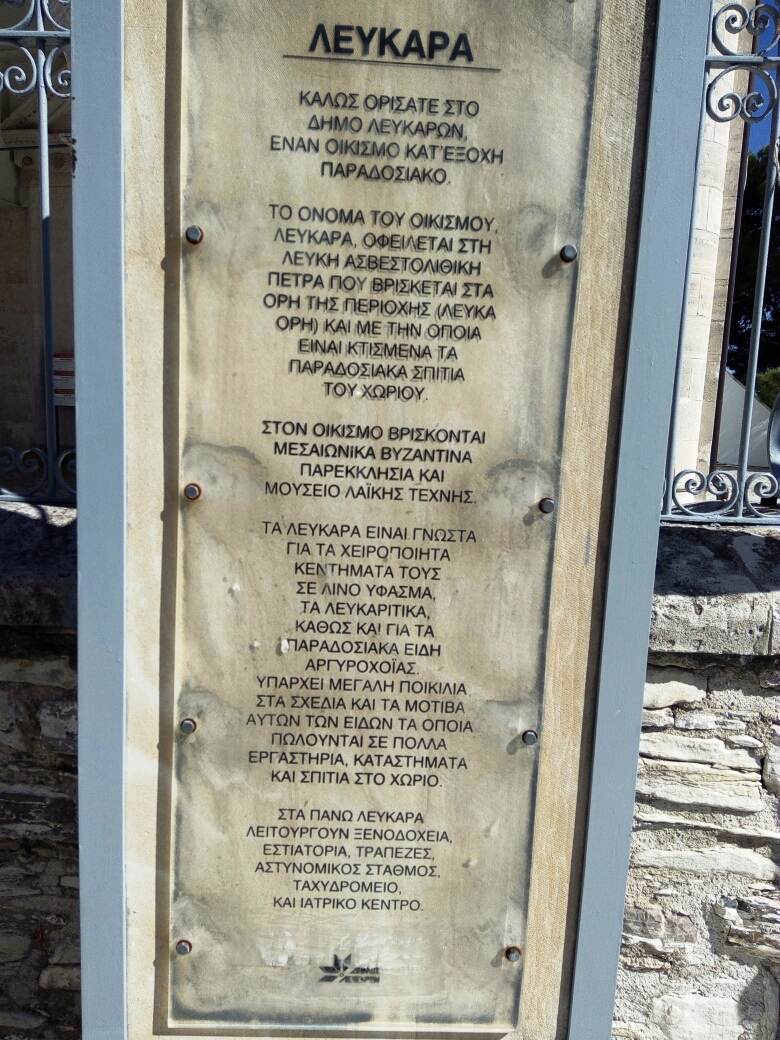 ΛΕΥΚΑΡΑ
ΚΑΛΩΣ ΟΡΙΣΑΤΕ ΣΤΟ
ΔΗΜΟ ΛΕΥΚΑΡΩΝ,
ΕΝΑΝ ΟΙΚΙΣΜΟ ΚΑΤ'ΕΞΟΧΗ
ΠΑΡΑΔΟΣΙΑΚΟ.
ΤΟ ΟΝΟΜΑ ΤΟΥ ΟΙΚΙΣΜΟΥ,
ΛΕΥΚΑΡΑ, ΟΦΕΙΛΕΤΑΙ ΣΤΗ
ΛΕΥΚΗ ΑΣΒΕΣΤΟΛΙΘΙΚΗ
ΠΕΤΡΑ ΠΟΥ ΒΡΙΣΚΕΤΑΙ ΣΤΑ
ΟΡΗ ΤΗΣ ΠΕΡΙΟΧΗΣ (ΛΕΥΚΑ
ΟΡΗ) ΚΑΙ ΜΕ ΤΗΝ ΟΠΟΙΑ
ΕΙΝΑΙ ΚΤΙΣΜΕΝΑ ΤΑ
ΠΑΡΑΔΟΣΙΑΚΑ ΣΠΙΤΙΑ
ΤΟΥ ΧΩΡΙΟΥ.
ΣΤΟΝ ΟΙΚΙΣΜΟ ΒΡΙΣΚΟΝΤΑΙ
ΜΕΣΑΙΩΝΙΚΑ ΒΥΖΑΝΤΙΝΑ
ΠΑΡΕΚΚΛΗΣΙΑ ΚΑΙ
ΜΟΥΣΕΙΟ ΛΑΪΚΗΣ ΤΕΧΝΗΣ.
ΤΑ ΛΕΥΚΑΡΑ ΕΙΝΑΙ ΓΝΩΣΤΑ
ΓΙΑ ΤΑ ΧΕΙΡΟΠΟΙΗΤΑ
ΚΕΝΤΗΜΑΤΑ ΤΟΥΣ
ΣΕ ΛΙΝΟ ΥΦΑΣΜΑ,
ΤΑ ΛΕΥΚΑΡΙΤΙΚΑ,
ΚΑΘΩΣ ΚΑΙ ΓΙΑ ΤΑ
ΠΑΡΑΔΟΣΙΑΚΑ ΕΙΔΗ
ΑΡΓΥΡΟΧΟΪΑΣ.
ΥΠΑΡΧΕΙ ΜΕΓΑΛΗ ΠΟΙΚΙΛΙΑ
ΣΤΑ ΣΧΕΔΙΑ ΚΑΙ ΤΑ ΜΟΤΙΒΑ
ΑΥΤΩΝ ΤΩΝ ΕΙΔΩΝ ΤΑ ΟΠΟΙΑ
ΠΩΛΟΥΝΤΑΙ ΣΕ ΠΟΛΛΑ
ΕΡΓΑΣΤΗΡΙΑ, ΚΑΤΑΣΤΗΜΑΤΑ
ΚΑΙ ΣΠΙΤΙΑ ΣΤΟ ΧΩΡΙΟ.
ΣΤΑ ΠΑΝΩ ΛΕΥΚΑΡΑ
ΛΕΙΤΟΥΡΓΟΥΝ ΞΕΝΟΔΟΧΕΙΑ,
ΕΣΤΙΑΤΟΡΙΑ, ΤΡΑΠΕΖΕΣ,
ΑΣΤΥΝΟΜΙΚΟΣ ΣΤΑΘΜΟΣ,
ΤΑΧΥΔΡΟΜΕΙΟ,
ΚΑΙ ΙΑΤΡΙΚΟ ΚΕΝΤΡΟ.